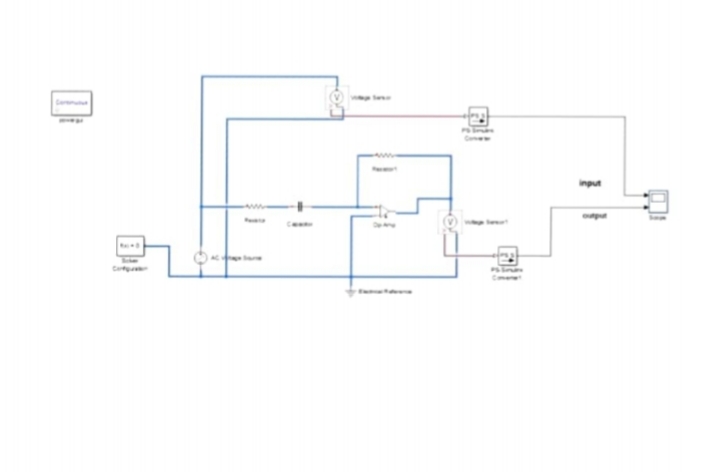 Continuous
powergui
Voltage Sensor
PS S
PS-Simulink
Converter
Resistor1
input
output
Scope
Resistor
Capacitor
Op-Amp
Voltage Sensor1
f(x) = 0
Solver
Configuration
AC Voltage Source
PS S
PS-Simulink
Converter1
Electrical Reference